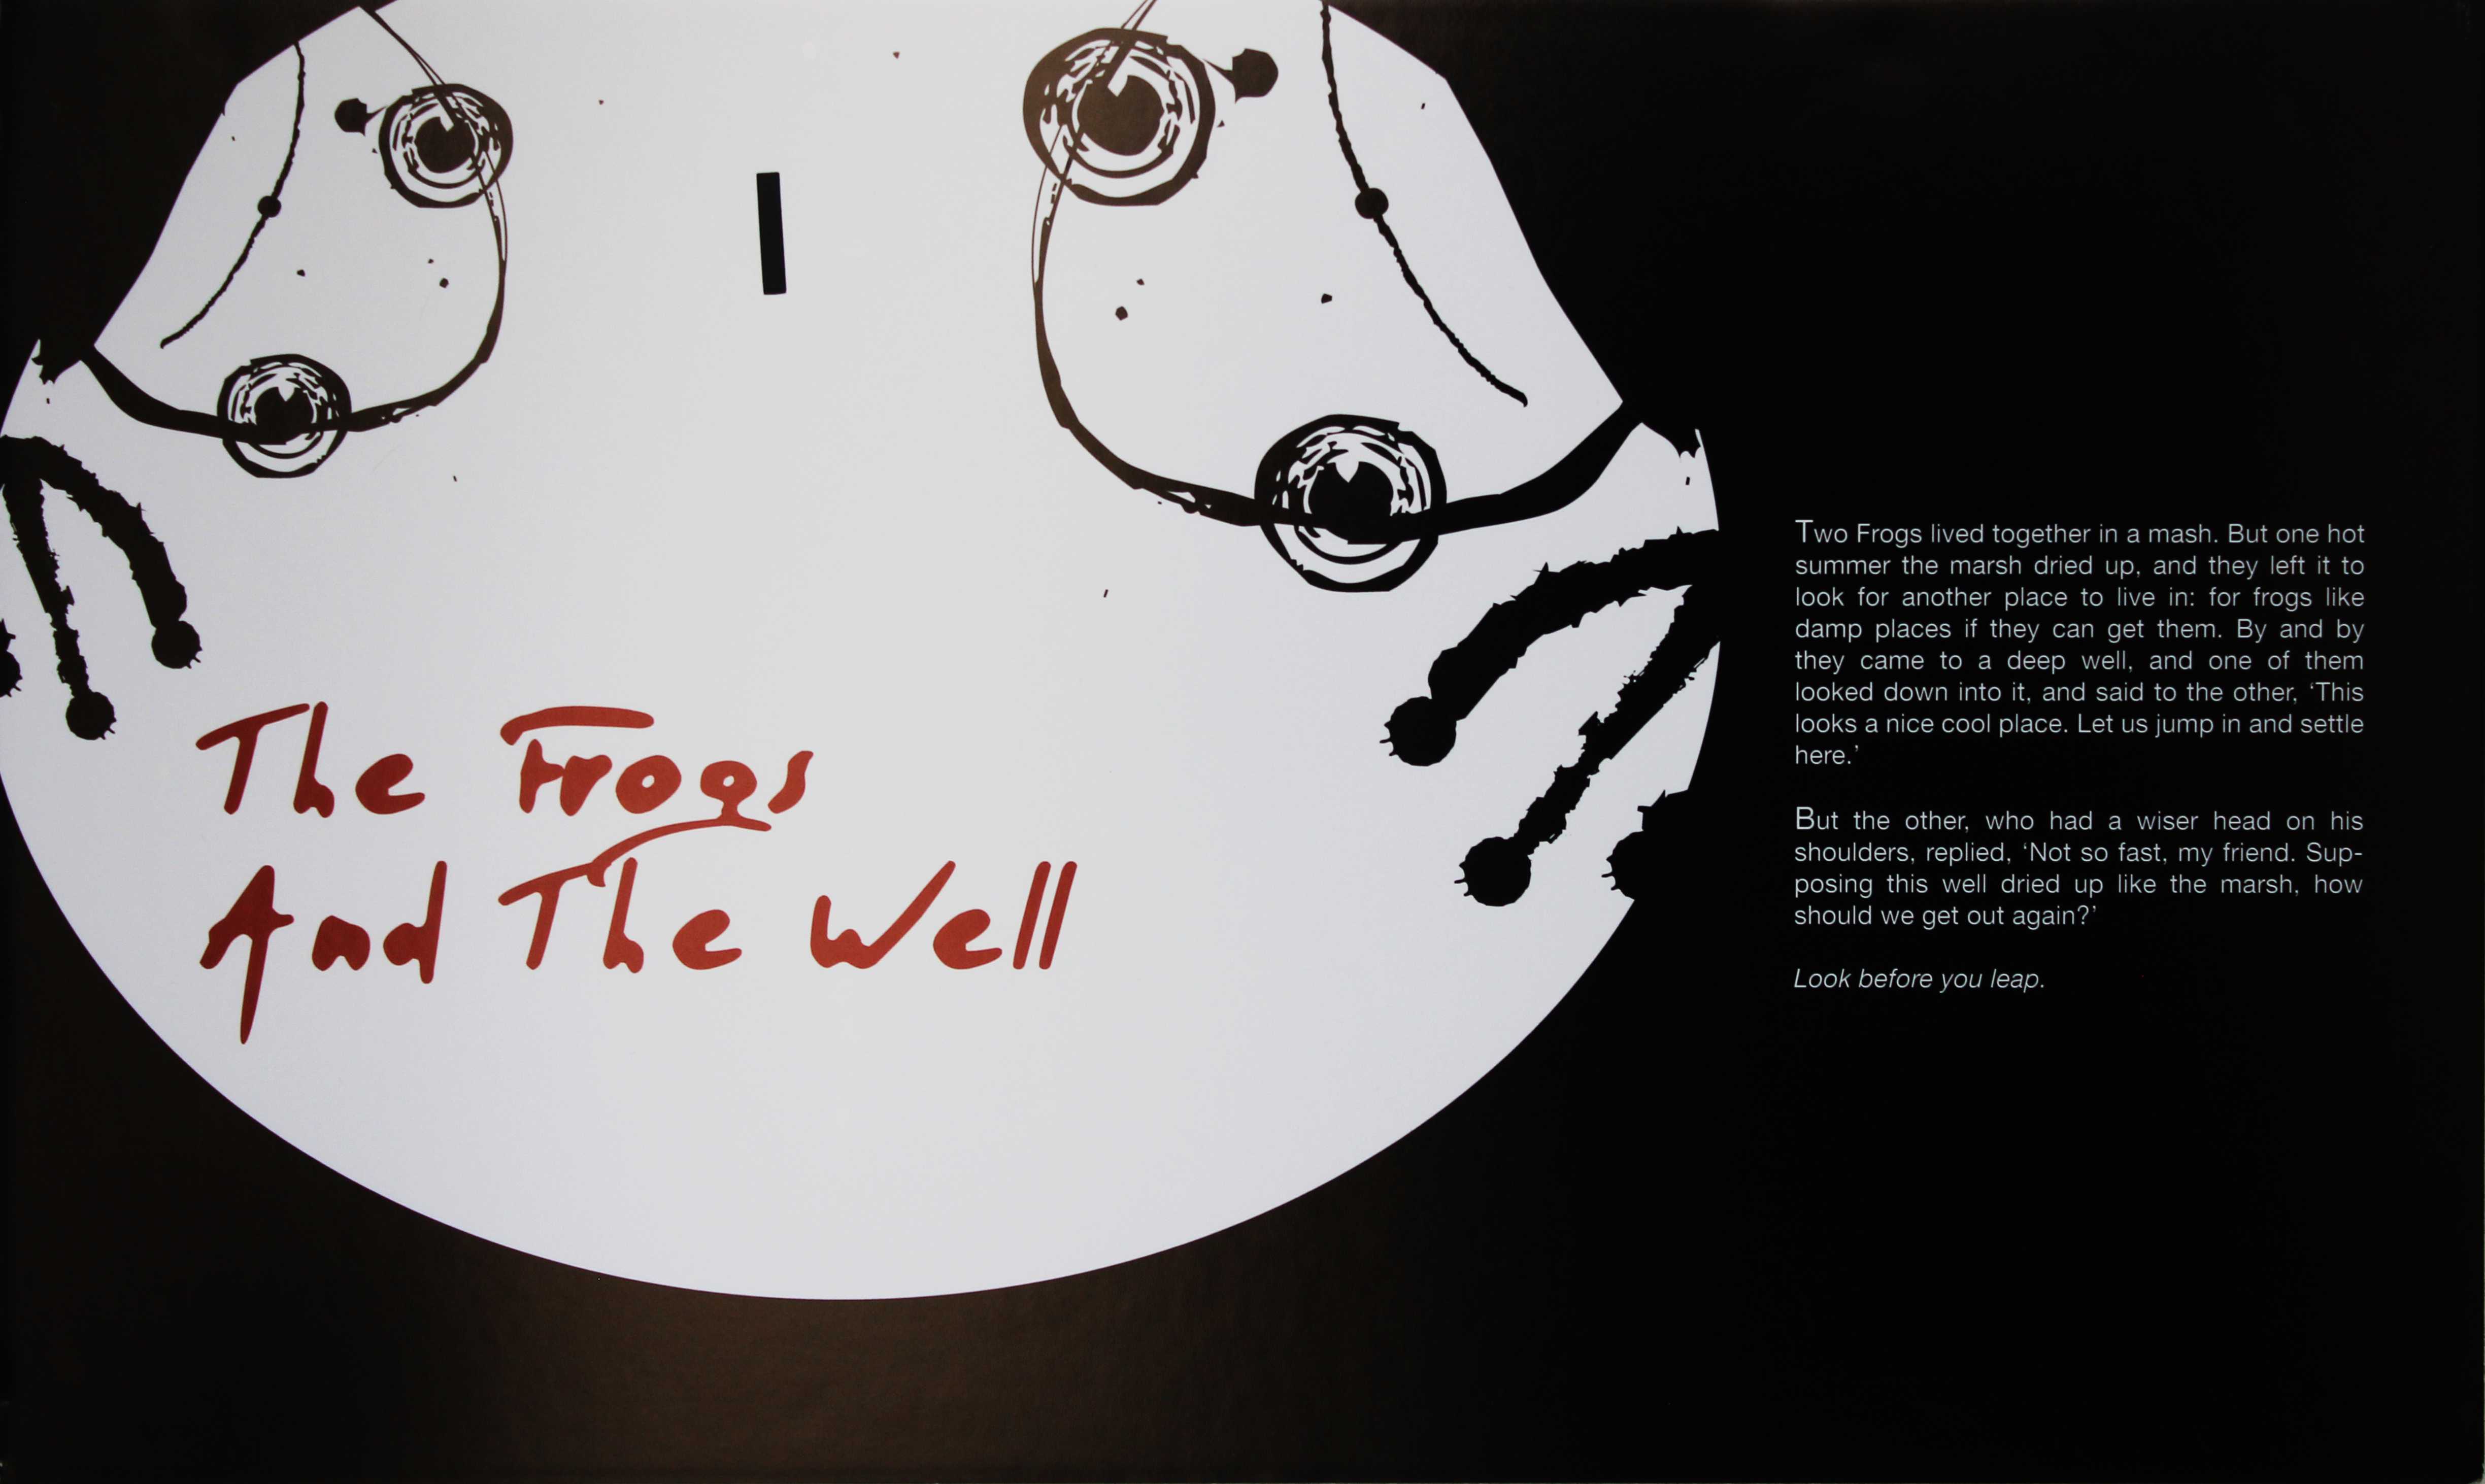 The Frogs
And The Well
Two Frogs lived together in a mash. But one hot
summer the marsh dried up, and they left it to
look for another place to live in: for frogs like
damp places if they can get them. By and by
they came to a deep well, and one of them
looked down into it, and said to the other, ‘This
looks a nice cool place. Let us jump in and settle
here.’
But the other, who had a wiser head on his
shoulders, replied, ‘Not so fast, my friend. Sup-
posing this well dried up like the marsh, how
should we get out again?’
Look before you leap.